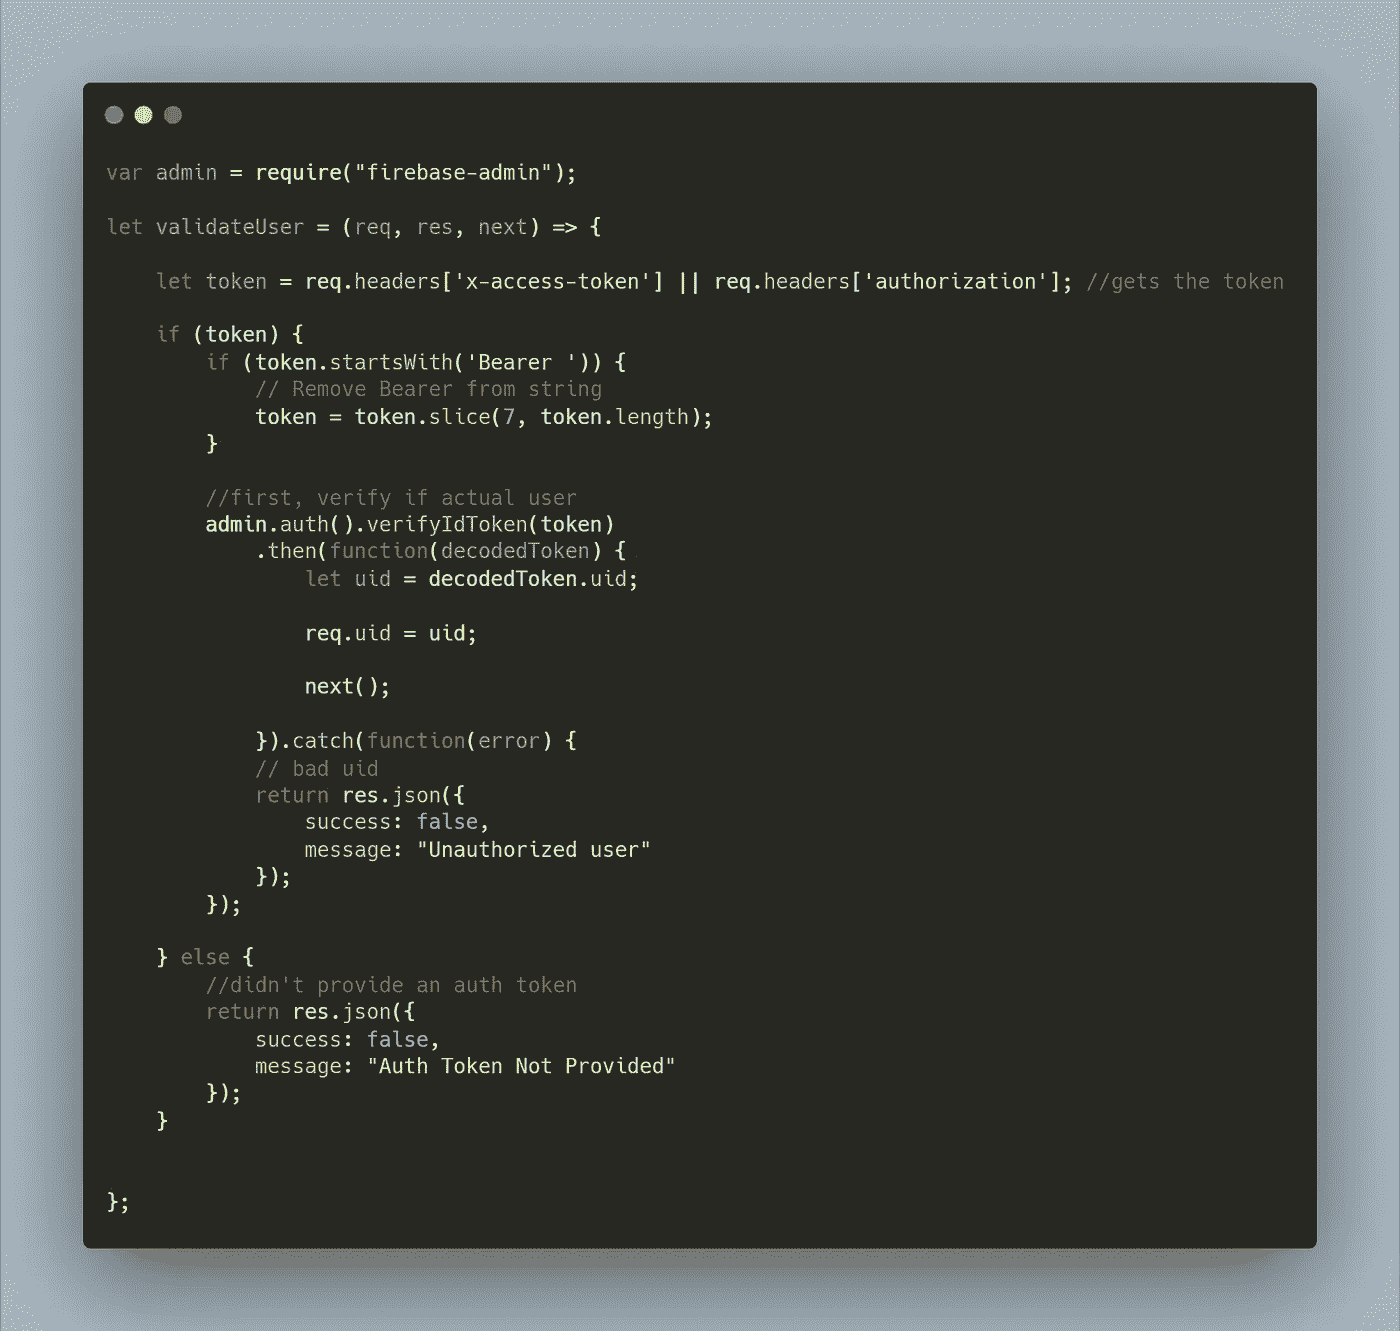 var admin = require("firebase-admin");
let validateUser = (req, res, next) => {
let token = req.headers['x-access-token'] || req.headers['authorization']; //gets the token
if (token) {
if (token.startsWith('Bearer ')) {
// Remove Bearer from string
token = token.slice(7, token.length);
}
//first, verify if actual user
admin.auth().verifyIdToken(token)
.then(function(decodedToken) {
let uid = decodedToken.uid;
req.uid = uid;
next();
}).catch(function(error) {
// bad uid
return res.json({
success: false,
message: "Unauthorized user"
});
});
} else {
//didn't provide an auth token
return res.json({
success: false,
message: "Auth Token Not Provided"
});
}
};